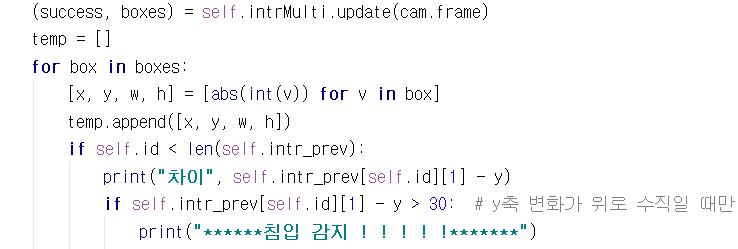 (success, boxes) = self.intrMulti.update(cam.frame)
temp = []
for box in boxes:
[x, y, w, h] = [abs(int(v)) for v in box]
temp.append([x, y, w, h])
if self.id < len(self.intr_prev):
print("차이", self.intr_prev[self.id][1] - y)
if self.intr_prev[self.id][1] - y > 30:  # y축 변화가 위로 수직일 때만
print("******침입 감지 ! ! ! ! !*******")